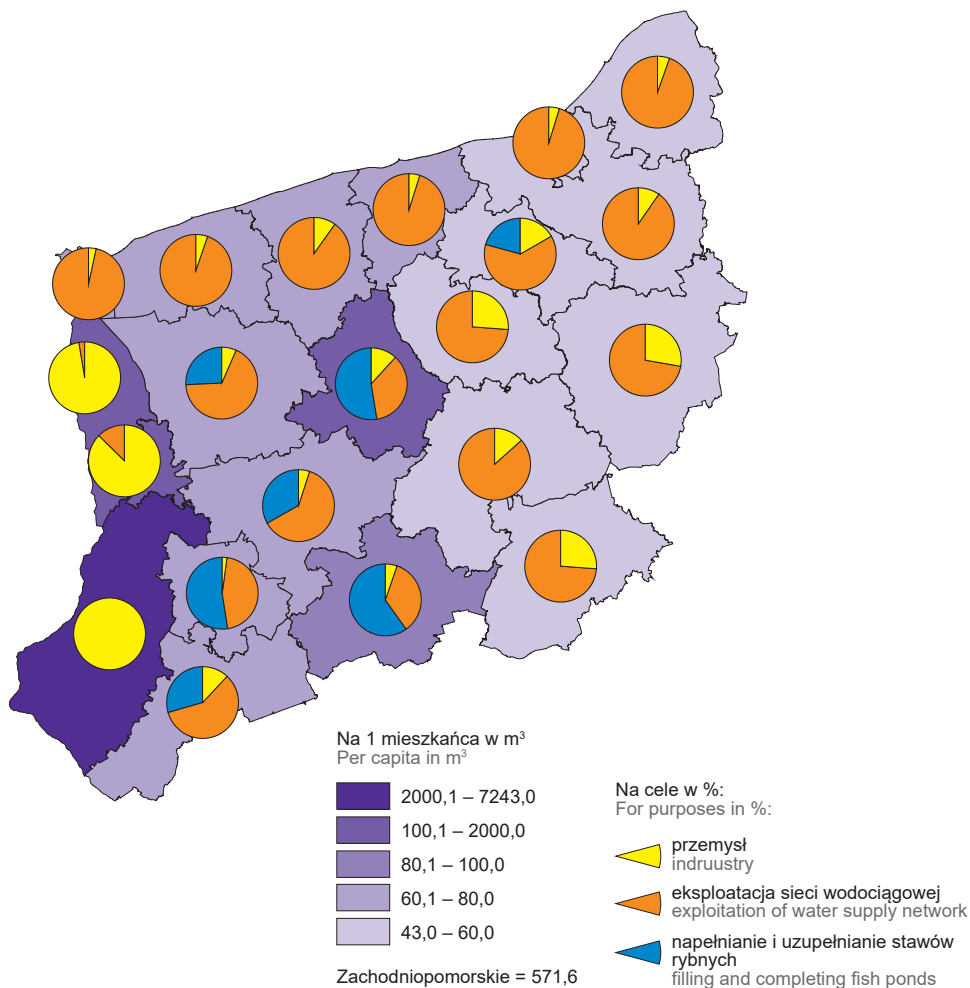 Na 1 mieszkańca w m³
Per capita in m³
2000,1 – 7243,0
100,1 – 2000,0
80,1 – 100,0
60,1 – 80,0
43,0 – 60,0
Zachodniopomorskie = 571,6
Na cele w %:
For purposes in %:
przemysł
indruustry
eksploatacja sieci wodociągowej
exploitation of water supply network
napełnianie i uzupełnianie stawów
rybnych
filling and completing fish ponds